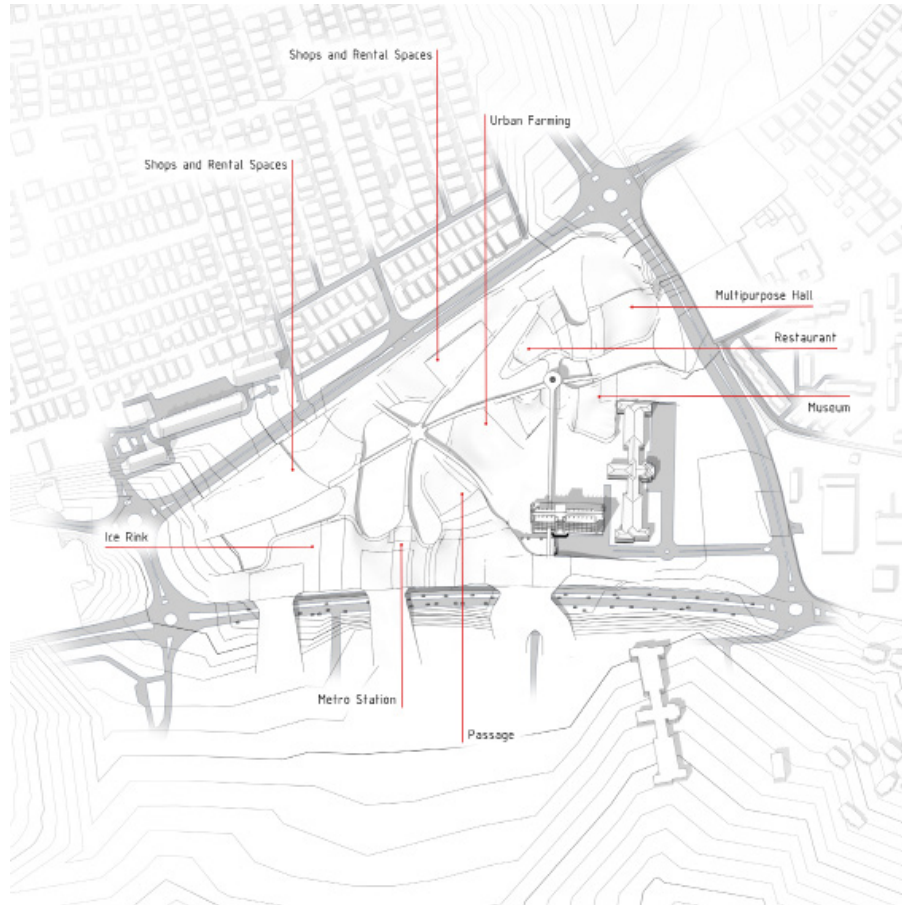 Shops and Rental Spaces
Urban Farming
Shops and Rental Spaces
Multipurpose Hall
Restaurant
Museum
Ice Rink
Metro Station
Passage